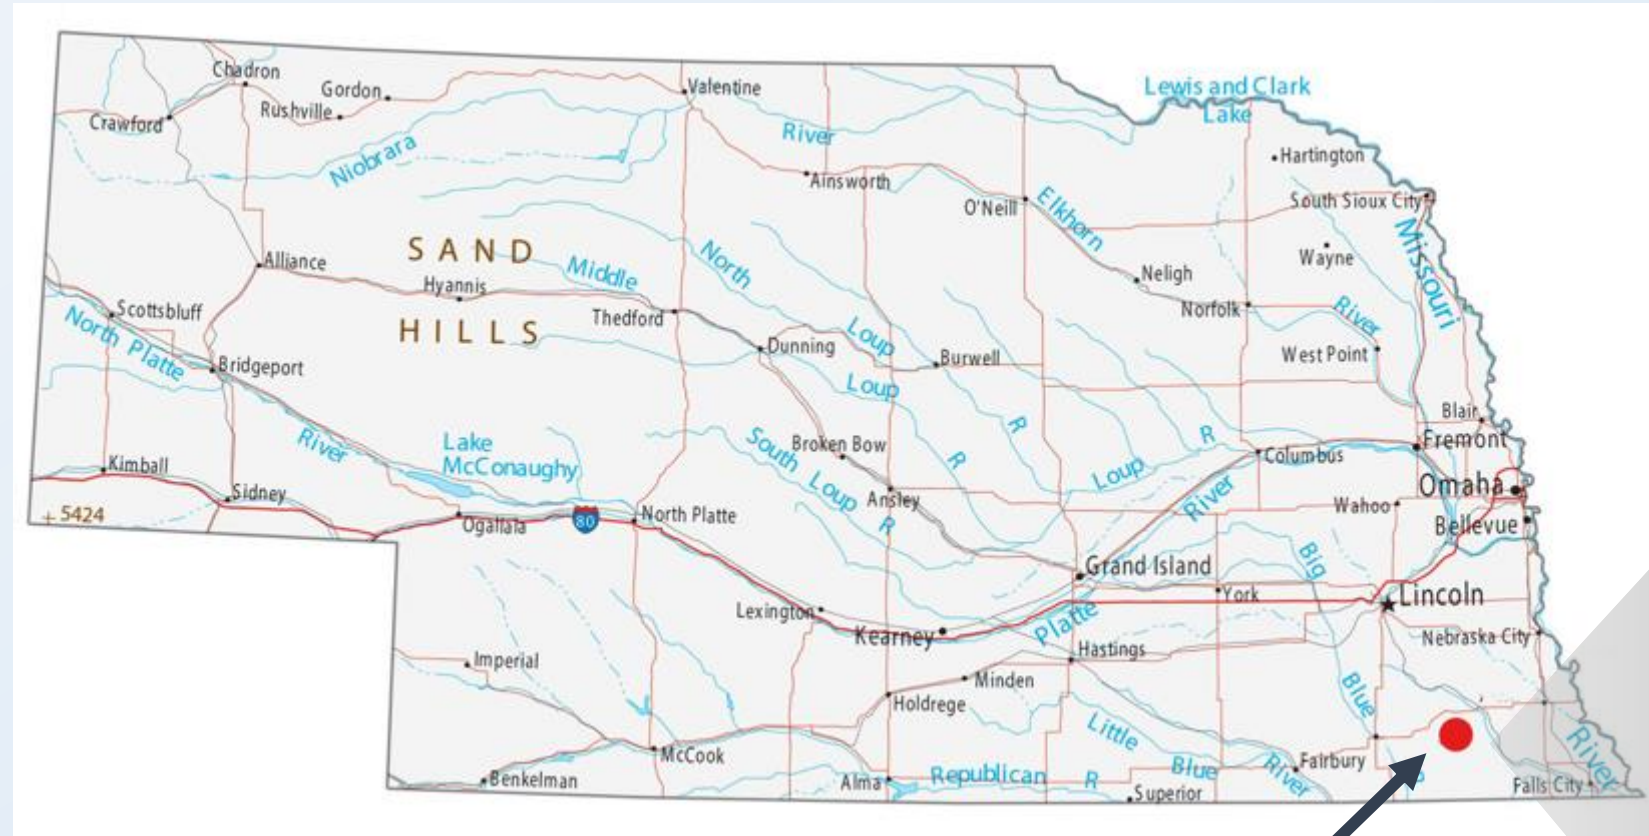 Chadron
Gordon
Rushville
Crawford
Valentine
Niobrara
River
Ainsworth
Lewis and Clark
Lake
Hartington
South Sioux City
O'Neill
Elkhorn
Missouri
Wayne
Neligh
Norfolk
River
West Point
SAND
HILLS
Alliance
Hyannis
Middle
North
Thedford
Dunning
Loup
Loup
Burwell
Scottsbluff
North Platte
Bridgeport
River
Lake
McConaughy
Kimball
Sidney
5424
Ogallala
80
North Platte
Broken Bow
South Loup R
Ansley
R
R
Loup
R
Columbus
River
Blair
Fremont
Omaha
Wahoo
Bellevue
Grand Island
Big
York
Lincoln
Lexington
Kearney
Platte
Hastings
Nebraska City
Imperial
Minden
Holdrege
Blue
Little
Blue
River
McCook
Benkelman
Alma
Republican R
Superior
Fairbury
R
Falls City
River